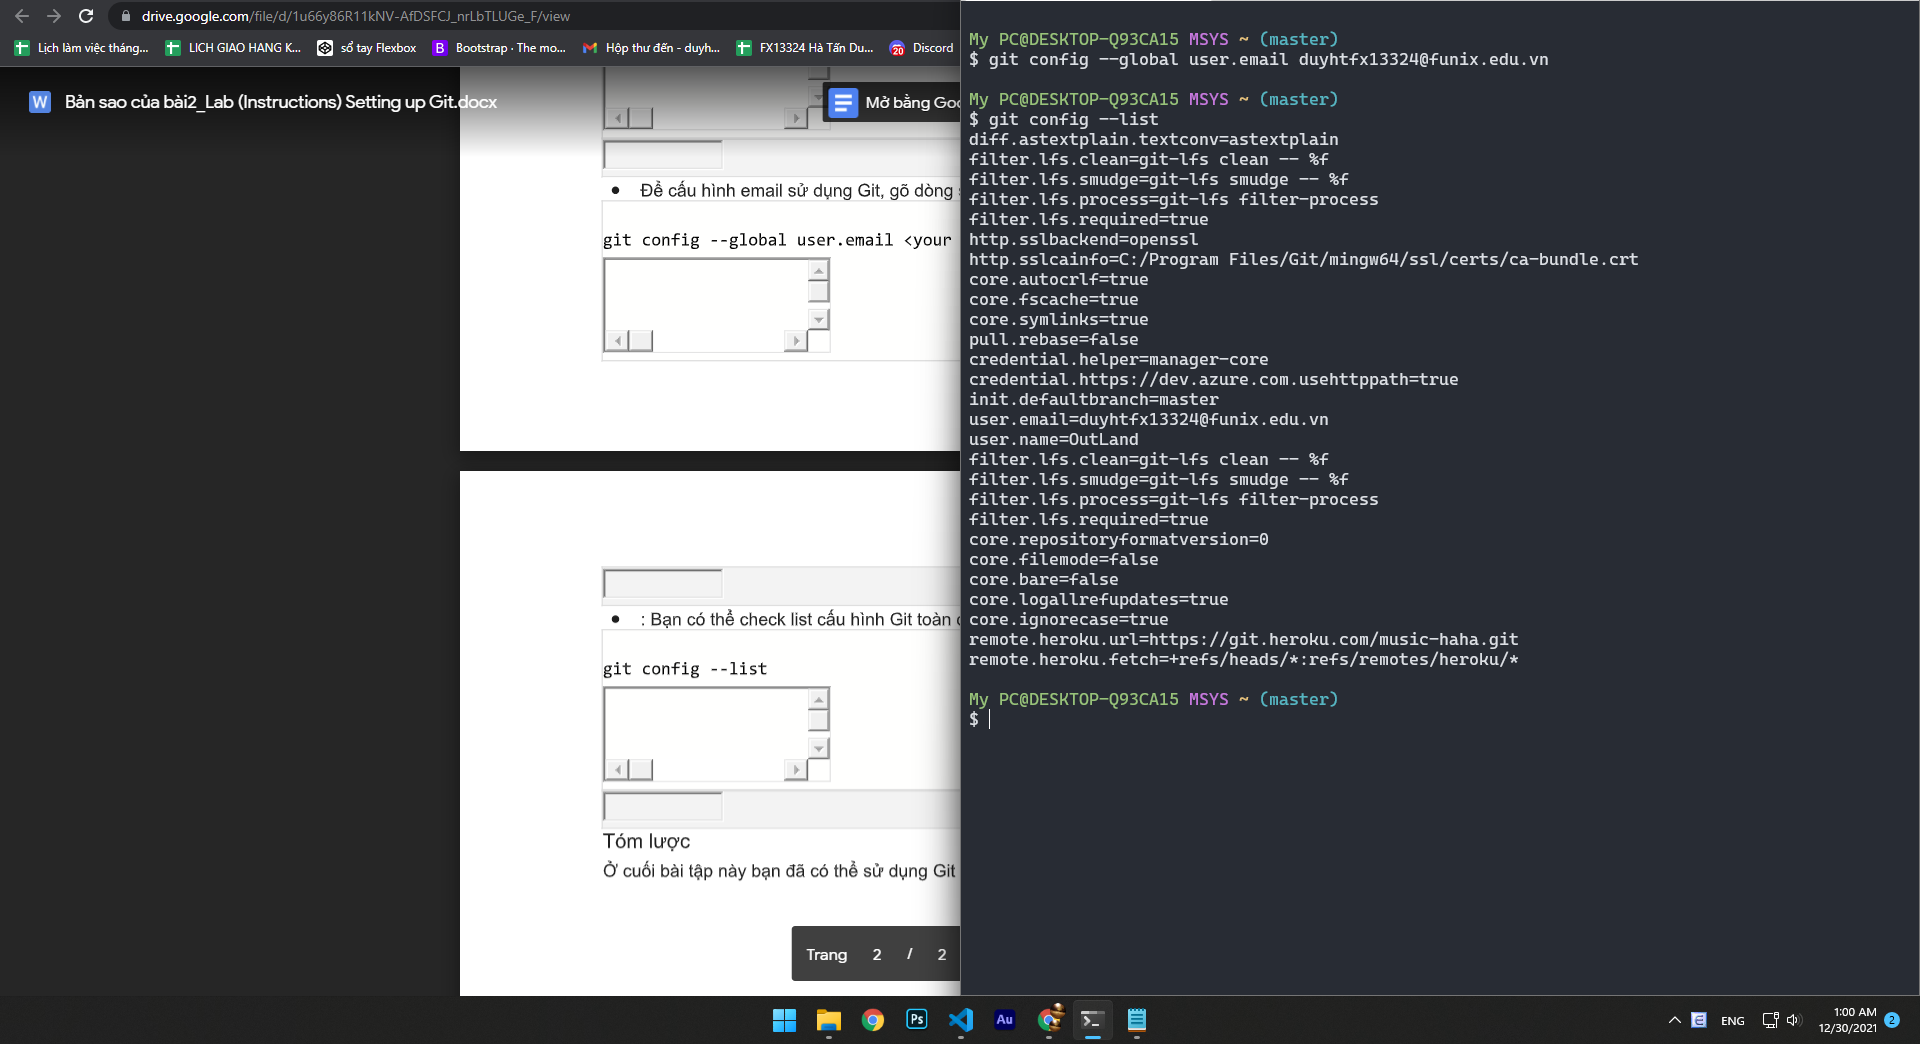 drive.google.com/file/d/1u66y86R11kNV-AfDSFCJ_nrLbTLUGe_F/view
Lịch làm việc tháng...
LICH GIAO HANG K...
sổ tay Flexbox
B
Bootstrap · The mo...
Hộp thư đến - duyh...
FX13324 Hà Tấn Du...
20
Discord
W
Bản sao của bài2_Lab (Instructions) Setting up Git.docx
Mở bằng Goo
Để cấu hình email sử dụng Git, gõ dòng
git config --global user.email <your
: Bạn có thể check list cấu hình Git toàn
git config --list
Tóm lược
Ở cuối bài tập này bạn đã có thể sử dụng Git
Trang 2 / 2
My PC@DESKTOP-Q93CA15 MSYS ~ (master)
$ git config --global user.email duyhtfx13324@funix.edu.vn
My PC@DESKTOP-Q93CA15 MSYS ~ (master)
$ git config --list
diff.astextplain.textconv=astextplain
filter.lfs.clean=git-lfs clean -- %f
filter.lfs.smudge=git-lfs smudge -- %f
filter.lfs.process=git-lfs filter-process
filter.lfs.required=true
http.sslbackend=openssl
http.sslcainfo=C:/Program Files/Git/mingw64/ssl/certs/ca-bundle.crt
core.autocrlf=true
core.fscache=true
core.symlinks=true
pull.rebase=false
credential.helper=manager-core
credential.https://dev.azure.com.usehttppath=true
init.defaultbranch=master
user.email=duyhtfx13324@funix.edu.vn
user.name=OutLand
filter.lfs.clean=git-lfs clean -- %f
filter.lfs.smudge=git-lfs smudge -- %f
filter.lfs.process=git-lfs filter-process
filter.lfs.required=true
core.repositoryformatversion=0
core.filemode=false
core.bare=false
core.logallrefupdates=true
core.ignorecase=true
remote.heroku.url=https://git.heroku.com/music-haha.git
remote.heroku.fetch=+refs/heads/*:refs/remotes/heroku/*
My PC@DESKTOP-Q93CA15 MSYS ~ (master)
$
Ps
Au
E
ENG
1:00 AM
12/30/2021
2